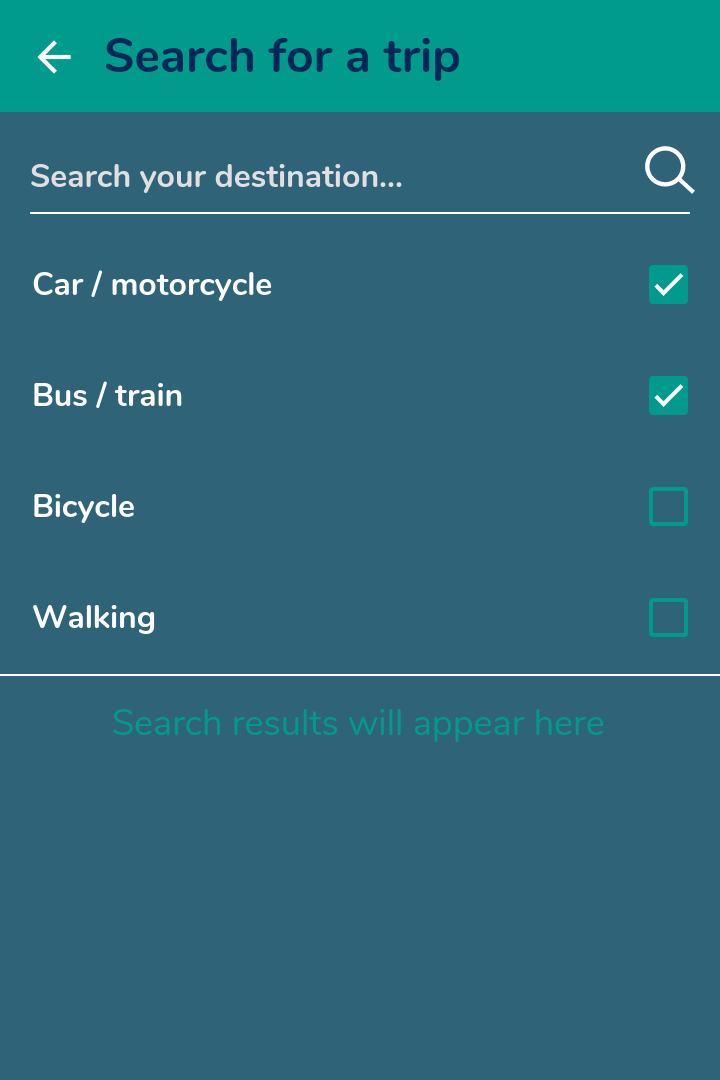 Search for a trip
Search your destination...
Car / motorcycle
Bus / train
Bicycle
Walking
Search results will appear here